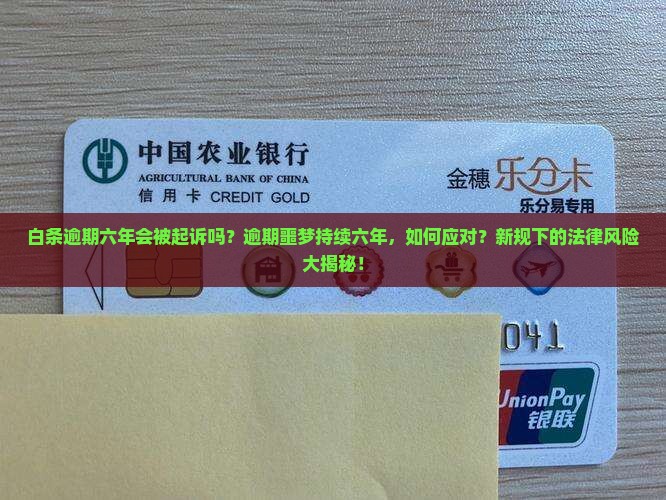 中国农业银行
AGRICULTURAL BANK OF CHINA
信用卡 CREDIT GOLD
金穗 乐分卡
乐分易专用
白条逾期六年会被起诉吗？逾期噩梦持续六年，如何应对？新规下的法律风险
大揭秘！
041
UnionPay
银联